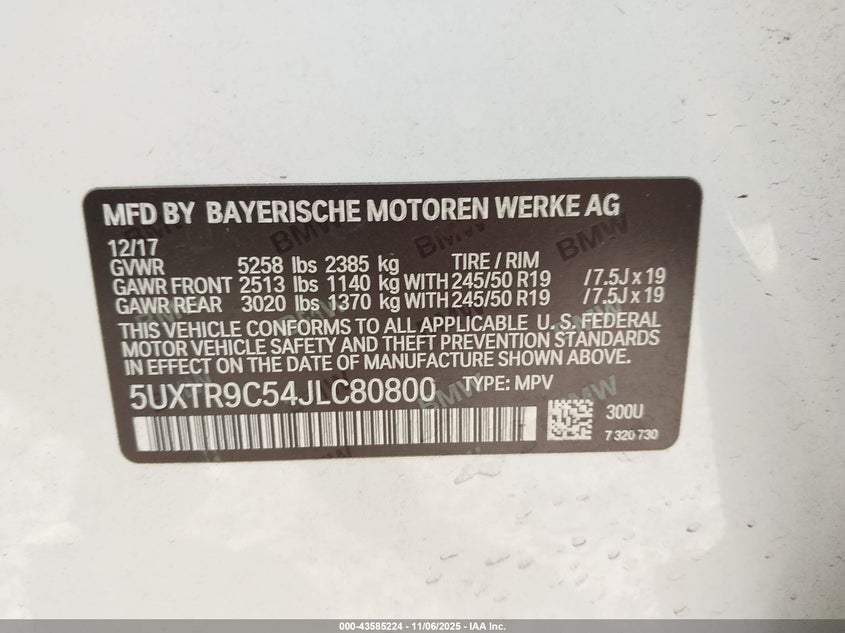 MFD BY BAYERISCHE MOTOREN WERKE AG
12/17
GVWR 5258 lbs 2385 kg TIRE / RIM
GAWR FRONT 2513 lbs 1140 kg WITH 245/50 R19 /7.5J x 19
GAWR REAR 3020 lbs 1370 kg WITH 245/50 R19 /7.5J x 19
THIS VEHICLE CONFORMS TO ALL APPLICABLE U.S. FEDERAL
MOTOR VEHICLE SAFETY AND THEFT PREVENTION STANDARDS
IN EFFECT ON THE DATE OF MANUFACTURE SHOWN ABOVE.
5UXTR9C54JLC80800 TYPE: MPV
300U
7 320 730
000-43585224 - 11/06/2025 - IAA Inc.